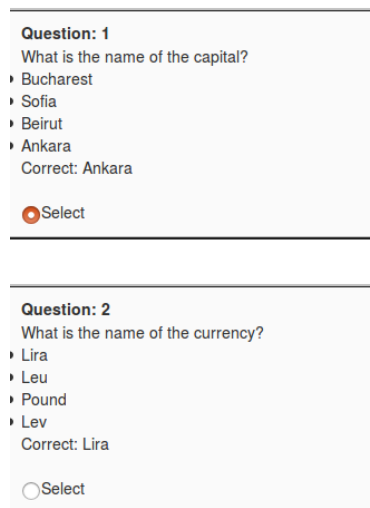 Question: 1
What is the name of the capital?
Bucharest
Sofia
Beirut
Ankara
Correct: Ankara
Select
Question: 2
What is the name of the currency?
Lira
Leu
Pound
Lev
Correct: Lira
Select